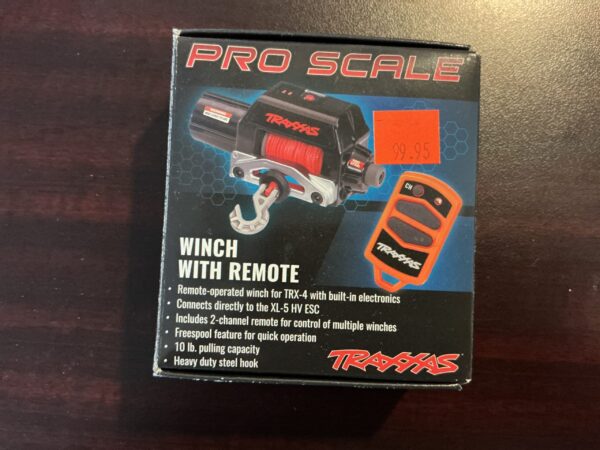 PRO SCALE
TRAXXAS
99.95
CH
TRAXXAS
WINCH
WITH REMOTE
• Remote-operated winch for TRX-4 with built-in electronics
• Connects directly to the XL-5 HV ESC
• Includes 2-channel remote for control of multiple winches
• Freespool feature for quick operation
• 10 lb. pulling capacity
• Heavy duty steel hook
TRAXXAS